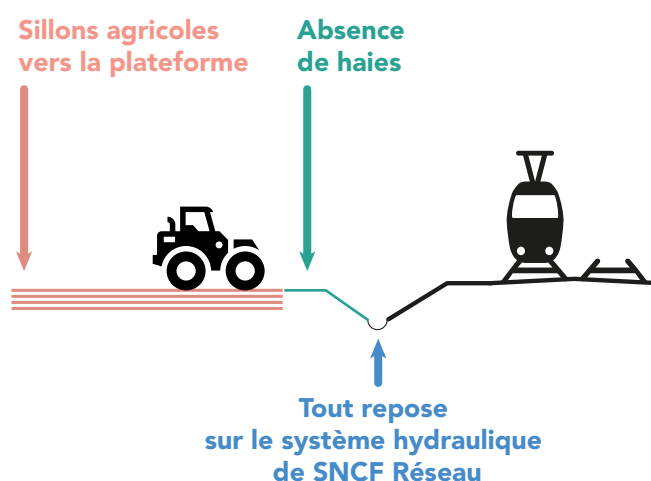 Sillons agricoles
vers la plateforme
Absence
de haies
Tout repose
sur le système hydraulique
de SNCF Réseau